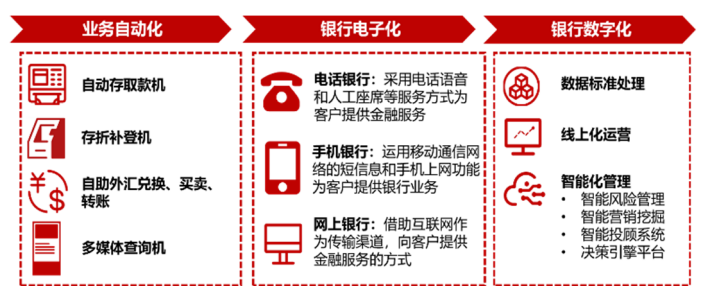 业务自动化
自动存取款机
存折补登机
自助外汇兑换、买卖、
转账
多媒体查询机
银行电子化
电话银行：采用电话语音
和人工座席等服务方式为
客户提供金融服务
手机银行：运用移动通信网
络的短信息和手机上网功能
为客户提供银行业务
网上银行：借助互联网作
为传输渠道，向客户提供
金融服务的方式
银行数字化
数据标准处理
线上化运营
智能化管理
• 智能风险管理
• 智能营销挖掘
• 智能投顾系统
• 决策引擎平台